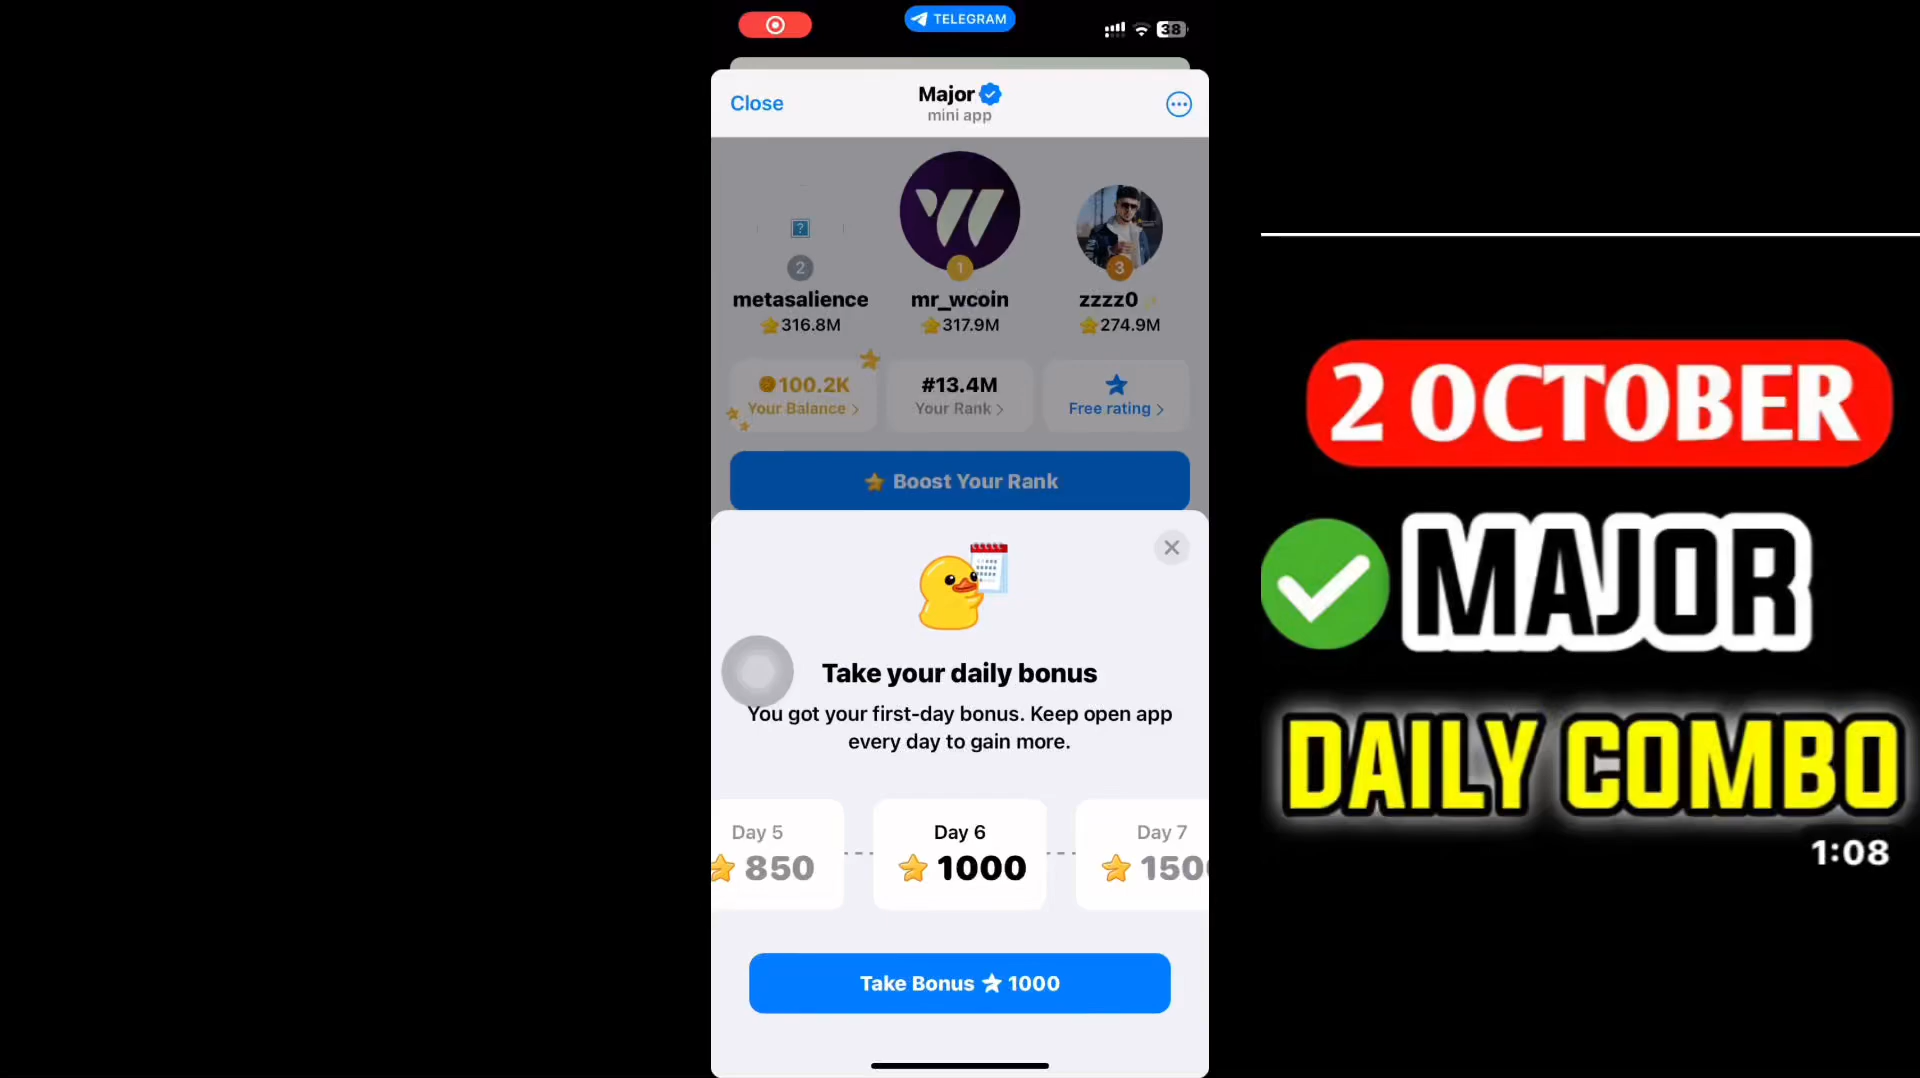 TELEGRAM
38
Close
Major
mini app
2
1
3
metasalience
mr_wcoin
zzzz0
316.8M
317.9M
274.9M
100.2K
Your Balance >
#13.4M
Your Rank >
Free rating >
Boost Your Rank
Take your daily bonus
You got your first-day bonus. Keep open app
every day to gain more.
Day 5
850
Day 6
1000
Day 7
150
Take Bonus ★ 1000
2 OCTOBER
MAJOR
DAILY COMBO
1:08